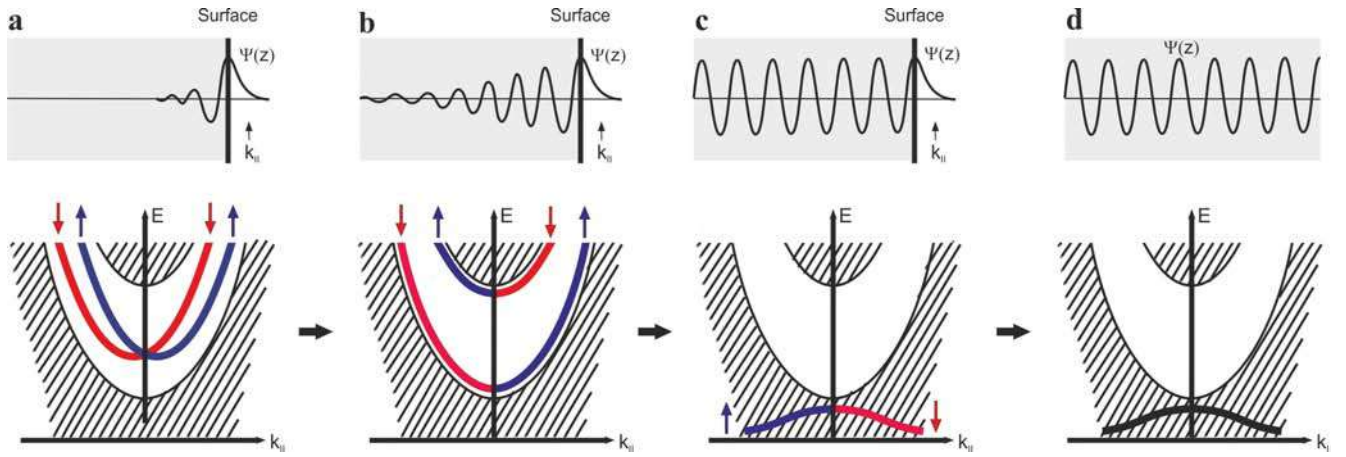 a
Surface
Ψ(z)
k||
E
k||
b
Surface
Ψ(z)
k||
E
k||
c
Surface
Ψ(z)
k||
E
k||
d
Ψ(z)
E
k|